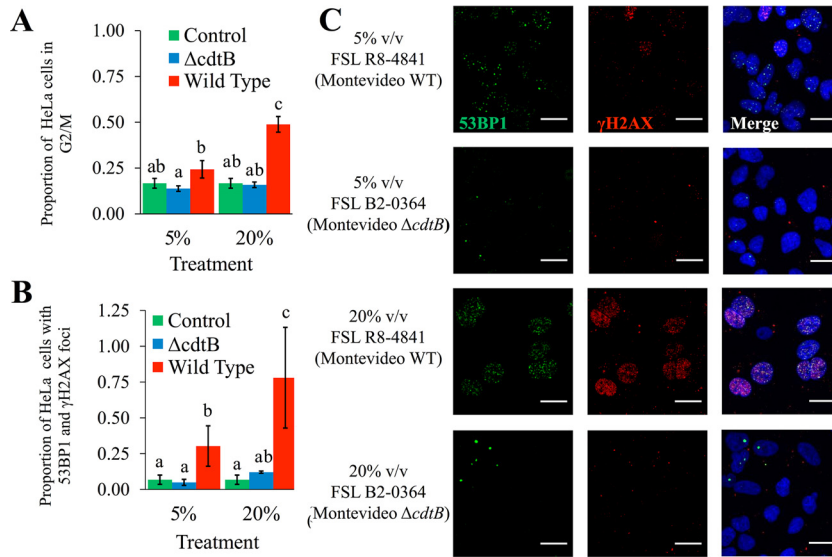 A
Proportion of HeLa cells in
G2/M
1.00
0.75
0.50
0.25
0.00
Control
ΔcdtB
Wild Type
ab
a
b
ab
ab
c
5%
20%
Treatment
B
Proportion of HeLa cells with
53BP1 and γH2AX foci
1.25
1.00
0.75
0.50
0.25
0.00
Control
ΔcdtB
Wild Type
a
a
b
a
ab
c
5%
20%
Treatment
C
5% v/v
FSL R8-4841
(Montevideo WT)
53BP1
γH2AX
Merge
5% v/v
FSL B2-0364
(Montevideo ΔcdtB)
20% v/v
FSL R8-4841
(Montevideo WT)
20% v/v
FSL B2-0364
(Montevideo ΔcdtB)